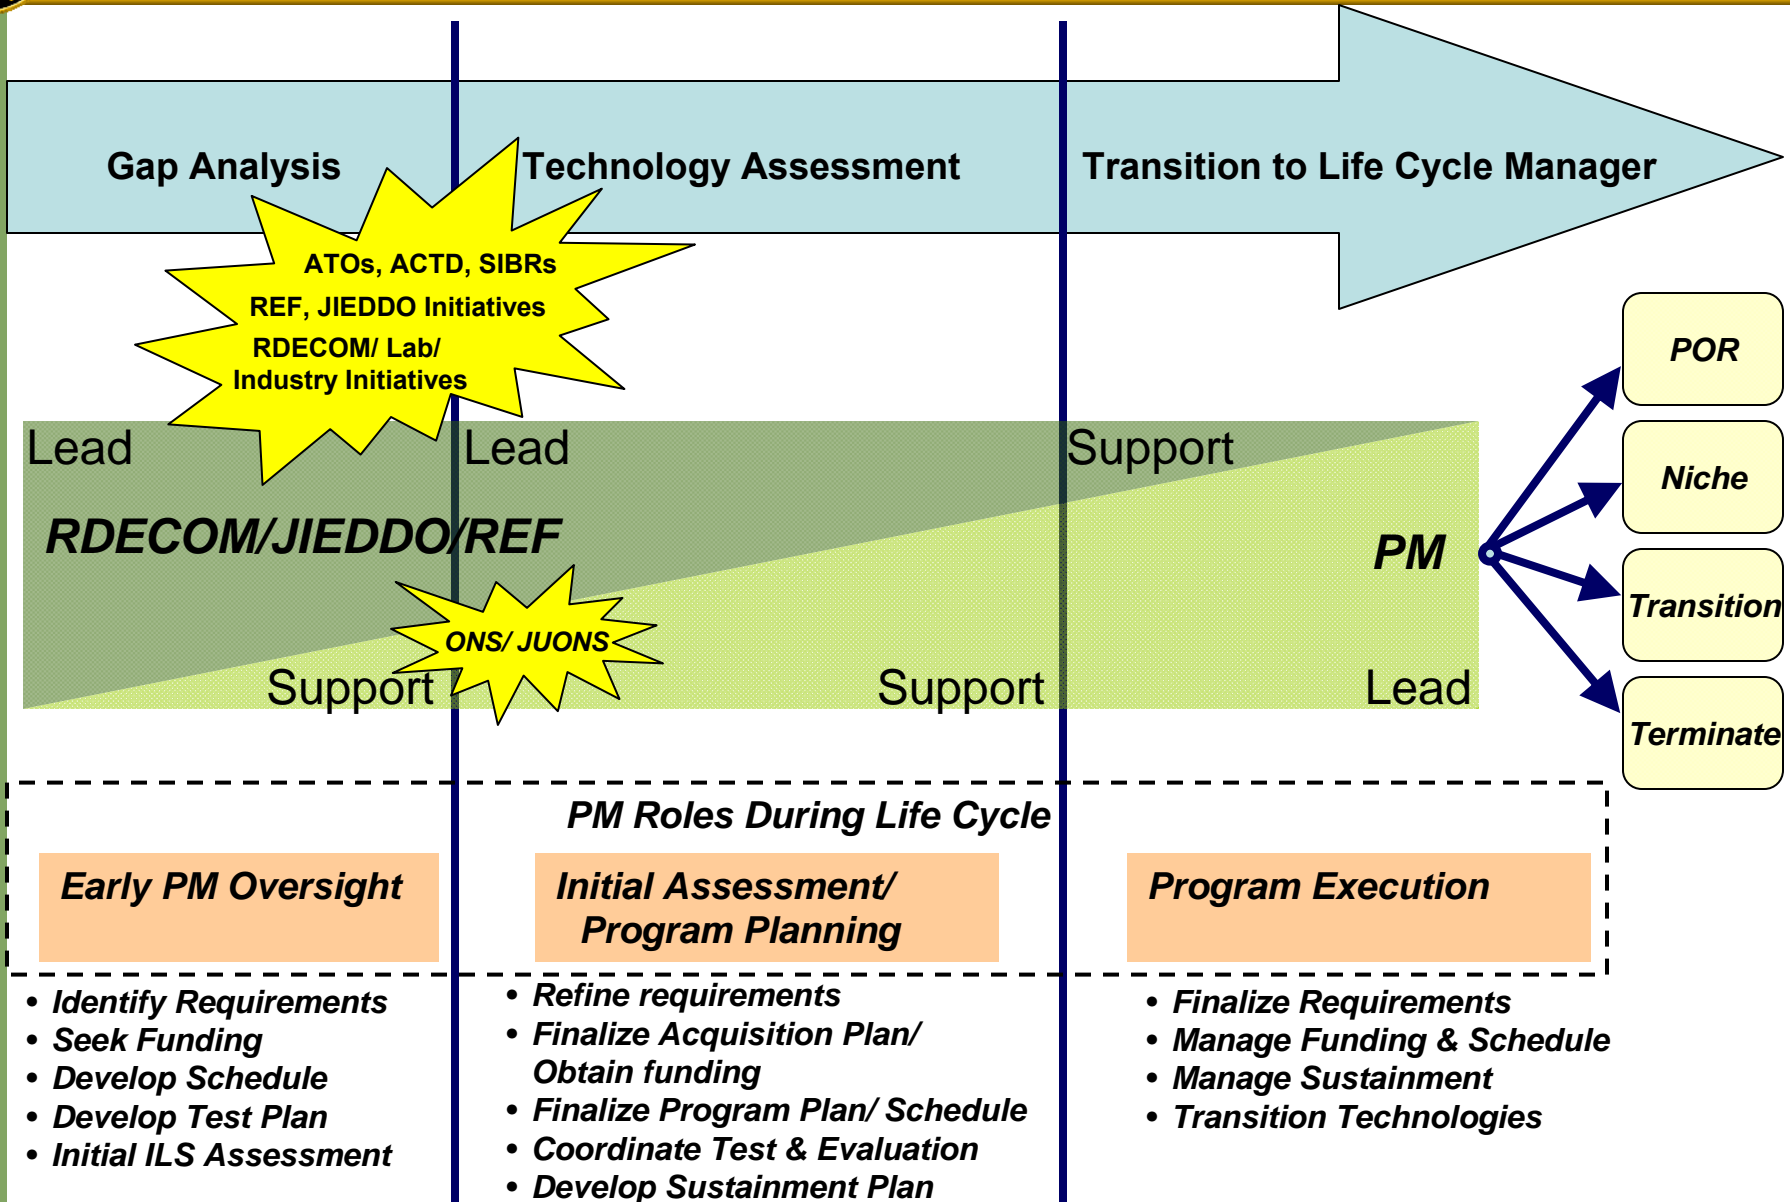 Gap Analysis
Technology Assessment
Transition to Life Cycle Manager
ATOs, ACTD, SIBRs
REF, JIEDDO Initiatives
RDECOM/ Lab/
Industry Initiatives
Lead
Lead
Support
RDECOM/JIEDDO/REF
PM
ONS/ JUONS
Support
Support
Lead
POR
Niche
Transition
Terminate
PM Roles During Life Cycle
Early PM Oversight
Initial Assessment/
Program Planning
Program Execution
• Identify Requirements
• Seek Funding
• Develop Schedule
• Develop Test Plan
• Initial ILS Assessment
• Refine requirements
• Finalize Acquisition Plan/
Obtain funding
• Finalize Program Plan/ Schedule
• Coordinate Test & Evaluation
• Develop Sustainment Plan
• Finalize Requirements
• Manage Funding & Schedule
• Manage Sustainment
• Transition Technologies